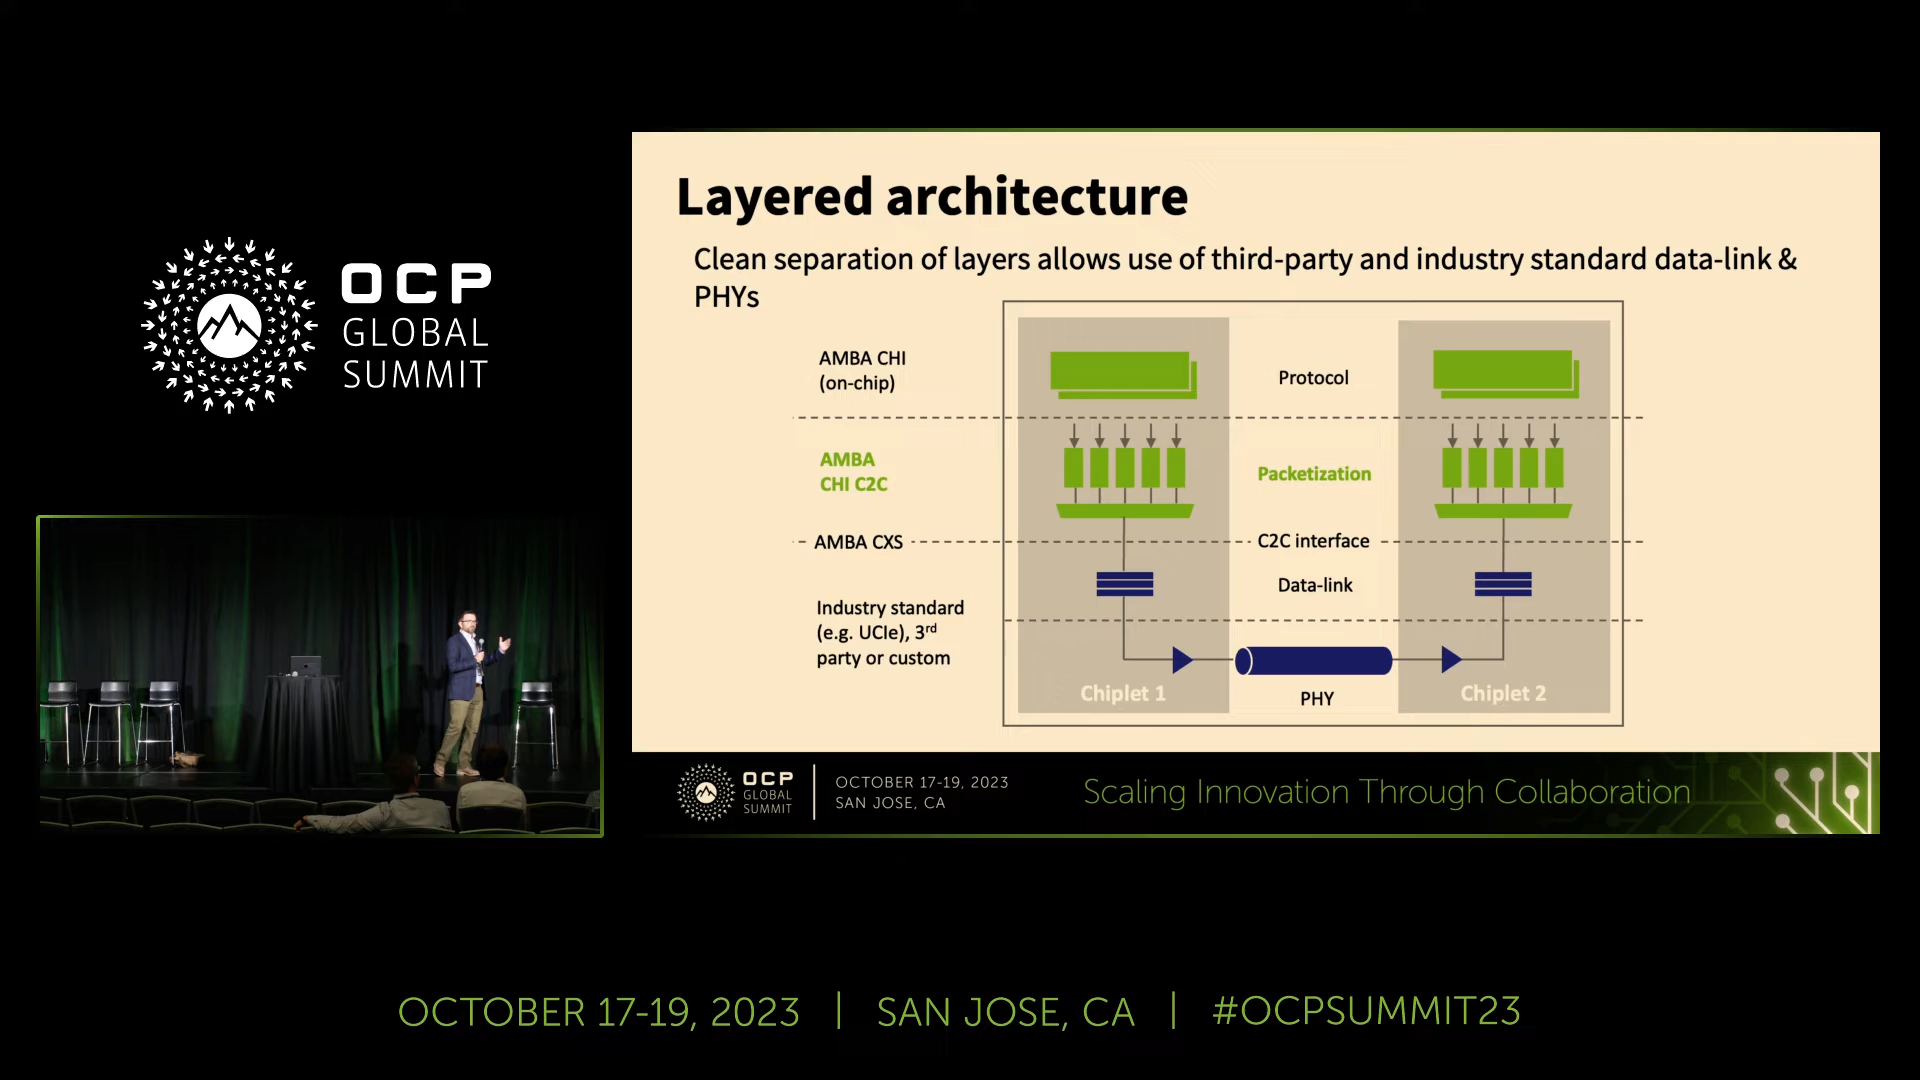 OCP
GLOBAL
SUMMIT
Layered architecture
Clean separation of layers allows use of third-party and industry standard data-link &
PHYs
AMBA CHI
(on-chip)
Protocol
AMBA
CHI C2C
Packetization
AMBA CXS
C2C interface
Data-link
Industry standard
(e.g. UCIe), 3rd
party or custom
Chiplet 1
PHY
Chiplet 2
OCP
GLOBAL
SUMMIT
OCTOBER 17-19, 2023
SAN JOSE, CA
Scaling Innovation Through Collaboration
OCTOBER 17-19, 2023 | SAN JOSE, CA | #OCPSUMMIT23